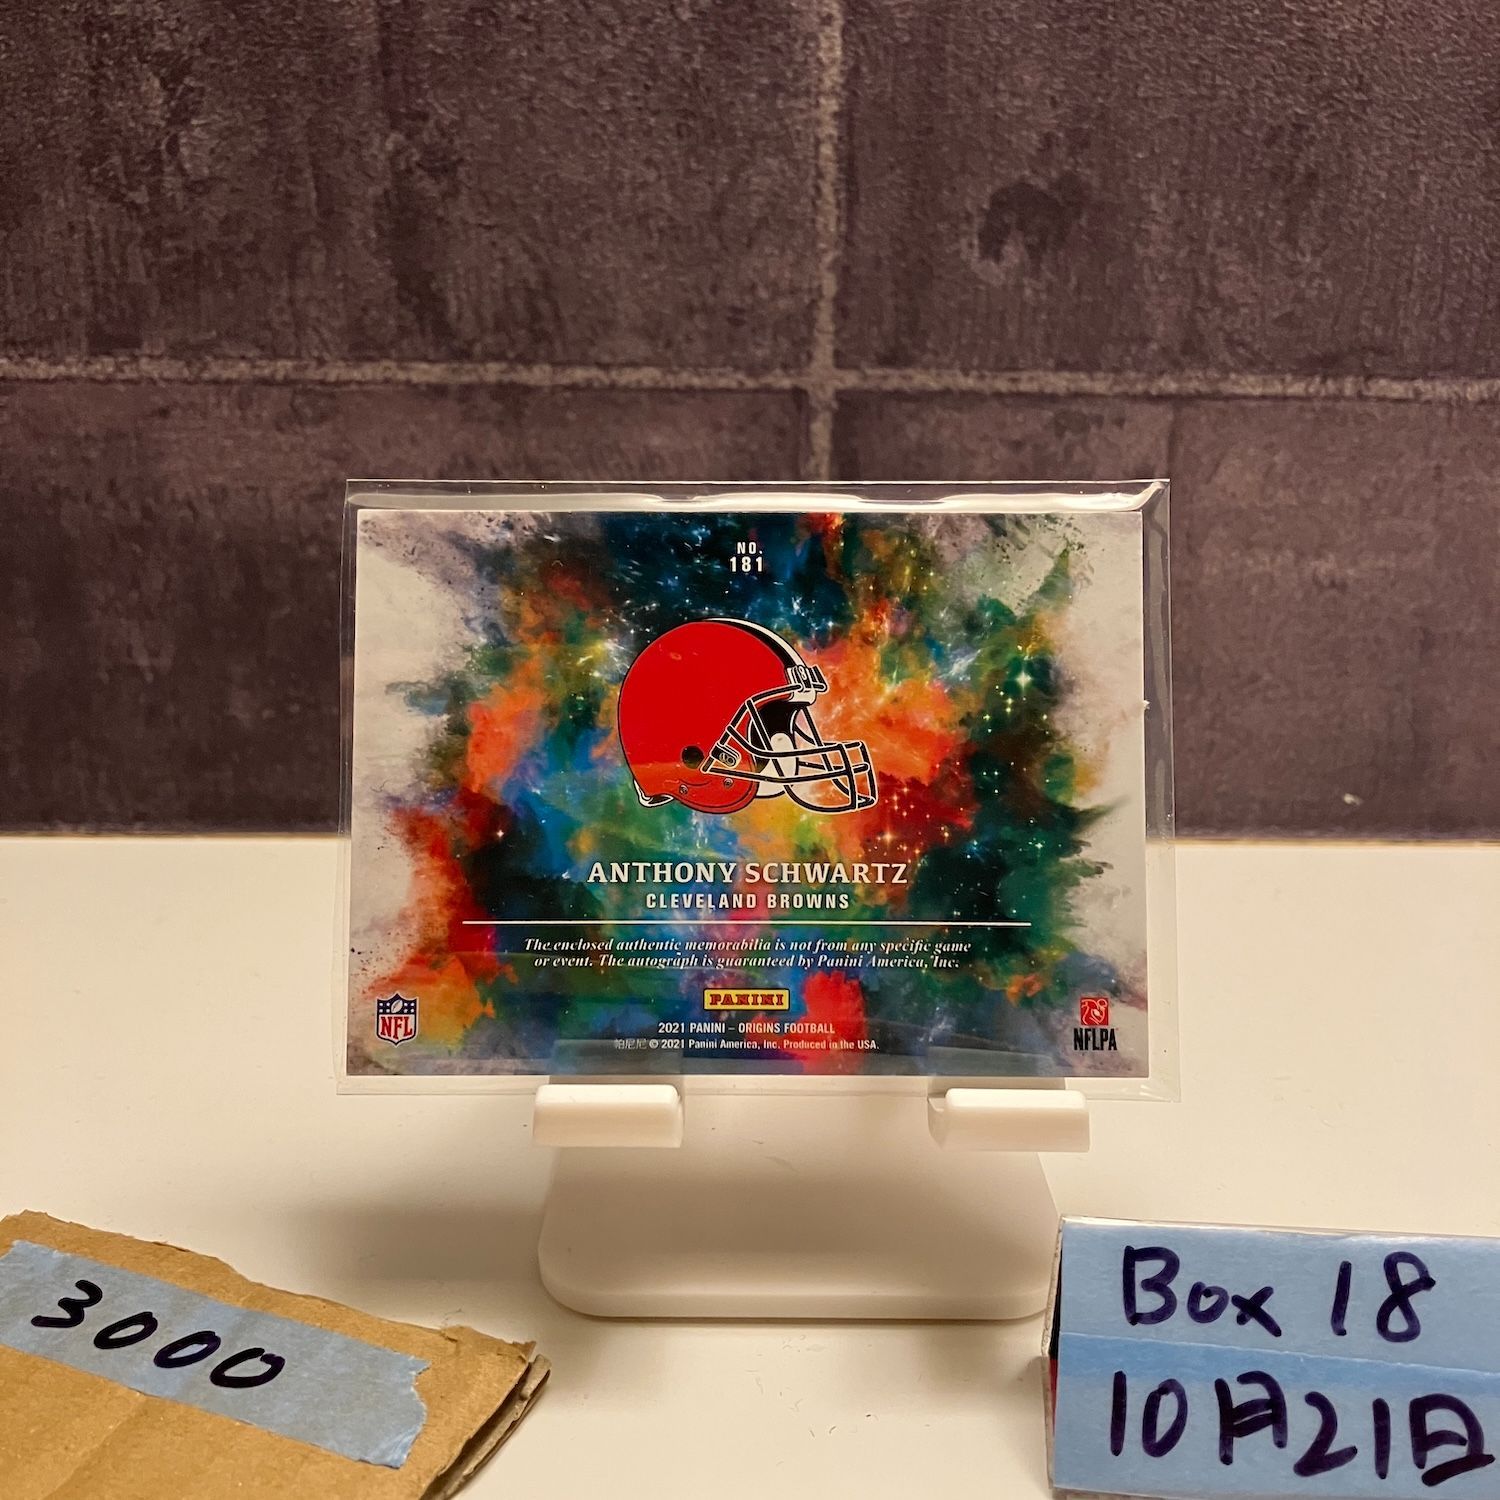 NO.
181
ANTHONY SCHWARTZ
CLEVELAND BROWNS
The enclosed authentic memorabilia is not from any specific game
or event. The autograph is guaranteed by Panini America, Inc.
PANINI
NFL
NFLPA
2021 PANINI – ORIGINS FOOTBALL
帕尼尼 © 2021 Panini America, Inc. Produced in the USA.
3000
Box 18
10月21日